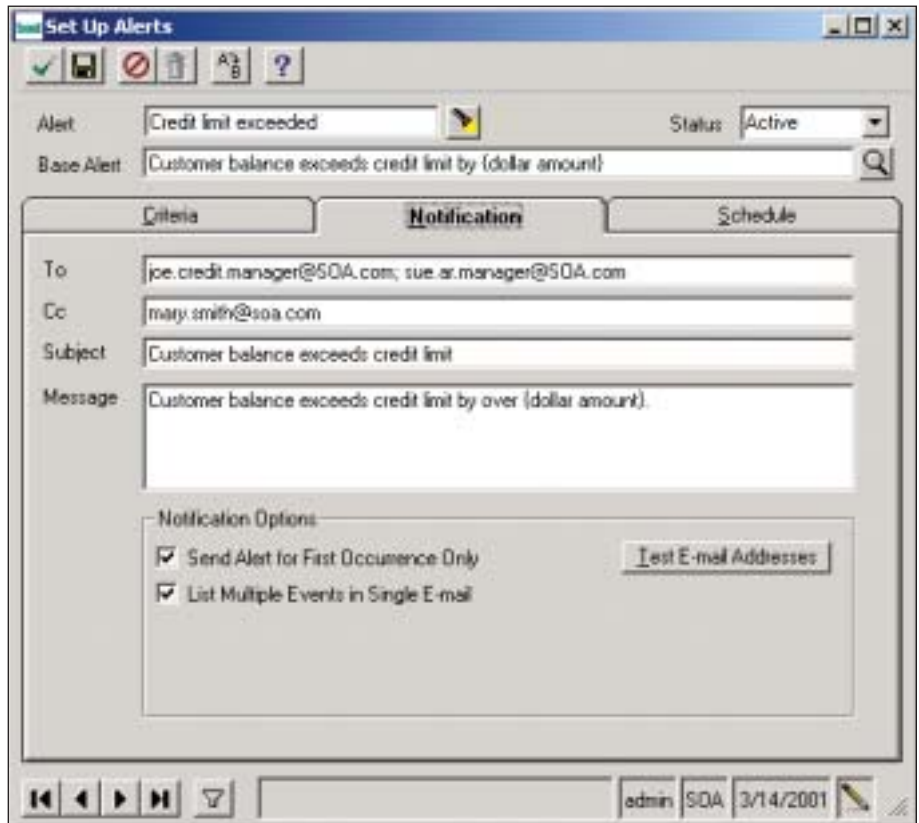 Set Up Alerts
Alert Credit limit exceeded Status Active
Base Alert Customer balance exceeds credit limit by {dollar amount}
Criteria Notification Schedule
To joe.credit.manager@SOA.com; sue.ar.manager@SOA.com
Cc mary.smith@soa.com
Subject Customer balance exceeds credit limit
Message Customer balance exceeds credit limit by over {dollar amount}.
Notification Options
Send Alert for First Occurrence Only Test E-mail Addresses
List Multiple Events in Single E-mail
admin SOA 3/14/2001